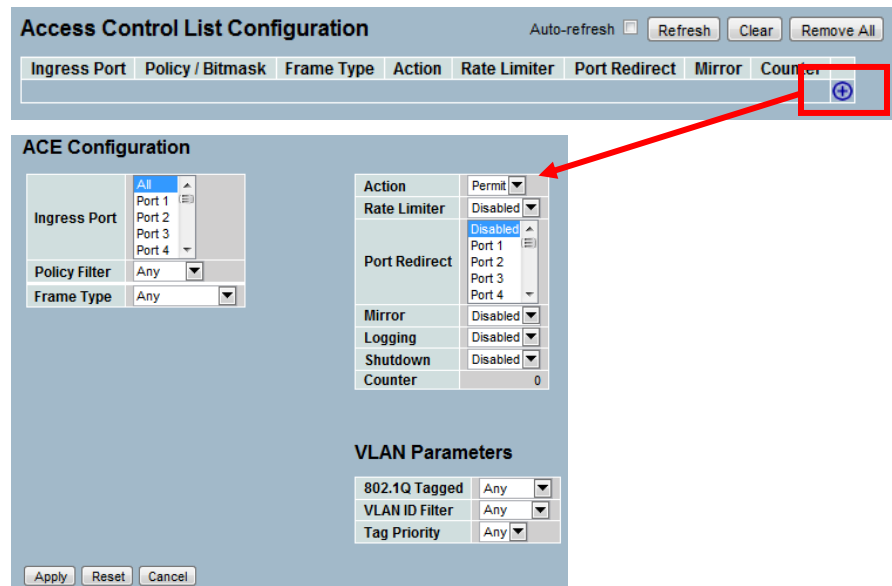 Access Control List Configuration
Auto-refresh Refresh Clear Remove All
Ingress Port Policy / Bitmask Frame Type Action Rate Limiter Port Redirect Mirror Counter
ACE Configuration
Ingress Port
All
Port 1
Port 2
Port 3
Port 4
Policy Filter Any
Frame Type Any
Action Permit
Rate Limiter Disabled
Port Redirect
Disabled
Port 1
Port 2
Port 3
Port 4
Mirror Disabled
Logging Disabled
Shutdown Disabled
Counter 0
VLAN Parameters
802.1Q Tagged Any
VLAN ID Filter Any
Tag Priority Any
Apply Reset Cancel